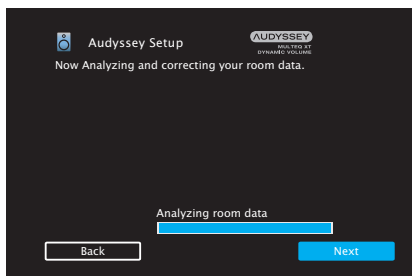 Audyssey Setup
AUDYSSEY
MULTEQ XT
DYNAMIC VOLUME
Now Analyzing and correcting your room data.
Analyzing room data
Back
Next